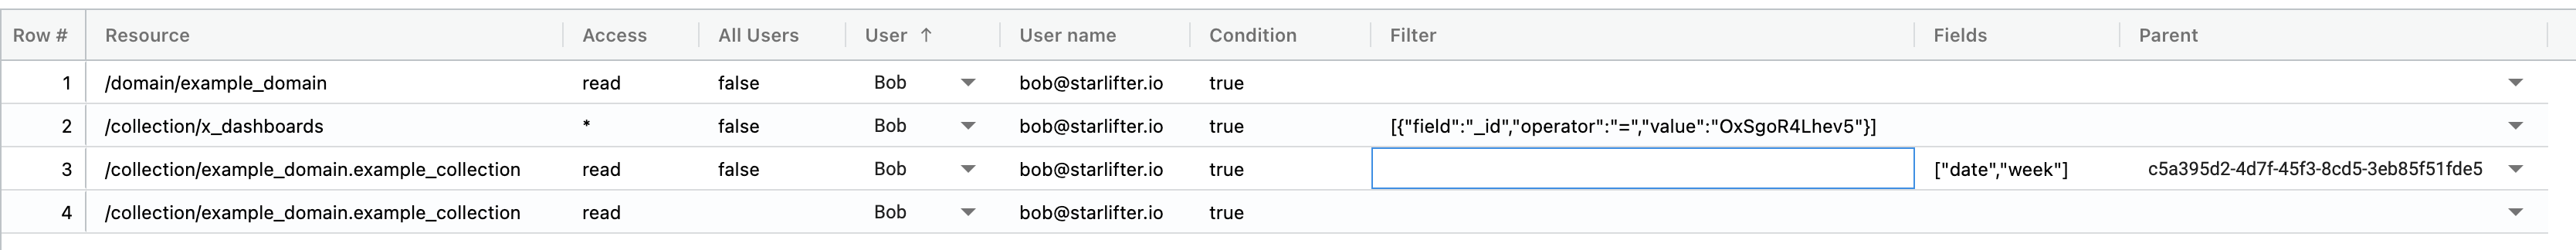 Row # Resource Access All Users User ↑ User name Condition Filter Fields Parent
1 /domain/example_domain read false Bob bob@starlifter.io true
2 /collection/x_dashboards * false Bob bob@starlifter.io true [{"field":"_id","operator":"=","value":"OxSgoR4Lhev5"}]
3 /collection/example_domain.example_collection read false Bob bob@starlifter.io true ["date","week"] c5a395d2-4d7f-45f3-8cd5-3eb85f51fde5
4 /collection/example_domain.example_collection read Bob bob@starlifter.io true